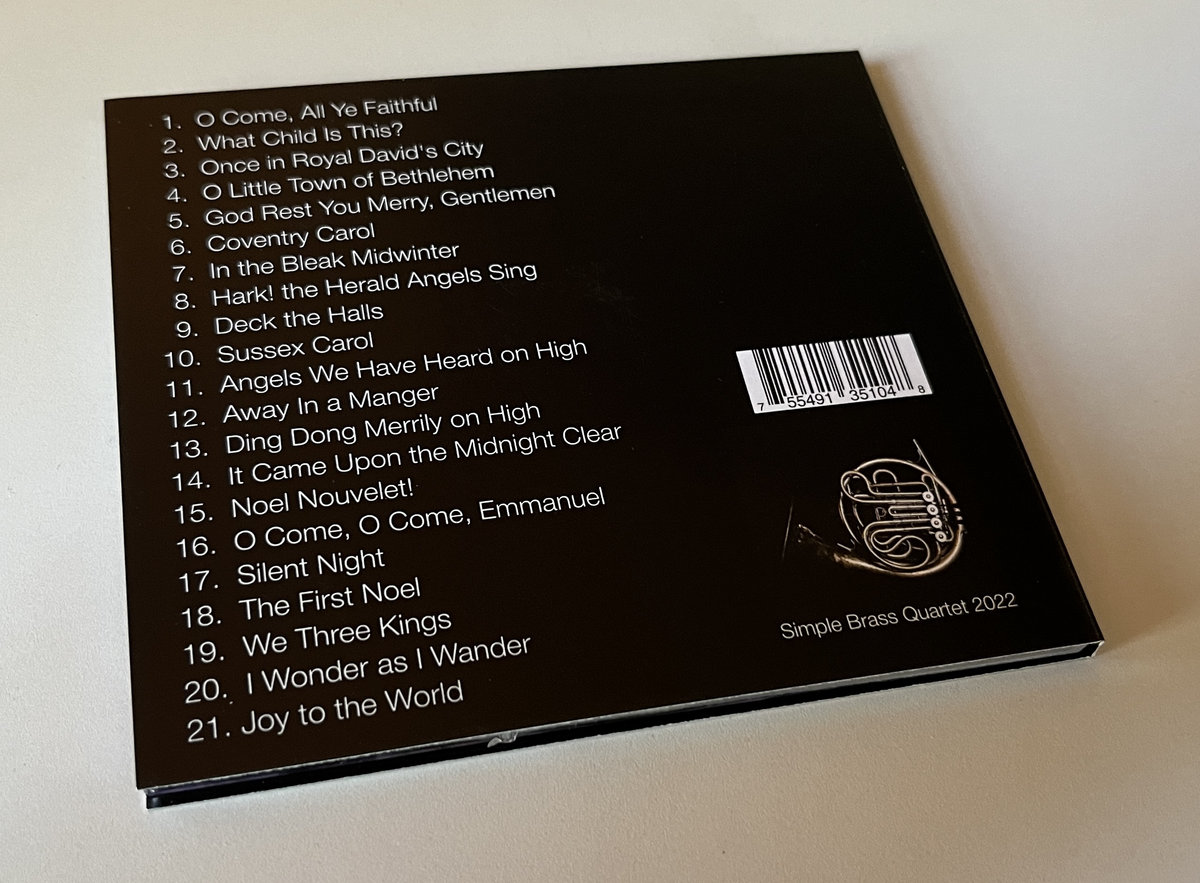 1. O Come, All Ye Faithful
2. What Child Is This?
3. Once in Royal David's City
4. O Little Town of Bethlehem
5. God Rest You Merry, Gentlemen
6. Coventry Carol
7. In the Bleak Midwinter
8. Hark! the Herald Angels Sing
9. Deck the Halls
10. Sussex Carol
11. Angels We Have Heard on High
12. Away In a Manger
13. Ding Dong Merrily on High
14. It Came Upon the Midnight Clear
15. Noel Nouvelet!
16. O Come, O Come, Emmanuel
17. Silent Night
18. The First Noel
19. We Three Kings
20. I Wonder as I Wander
21. Joy to the World
7 55491 35104 8
Simple Brass Quartet 2022